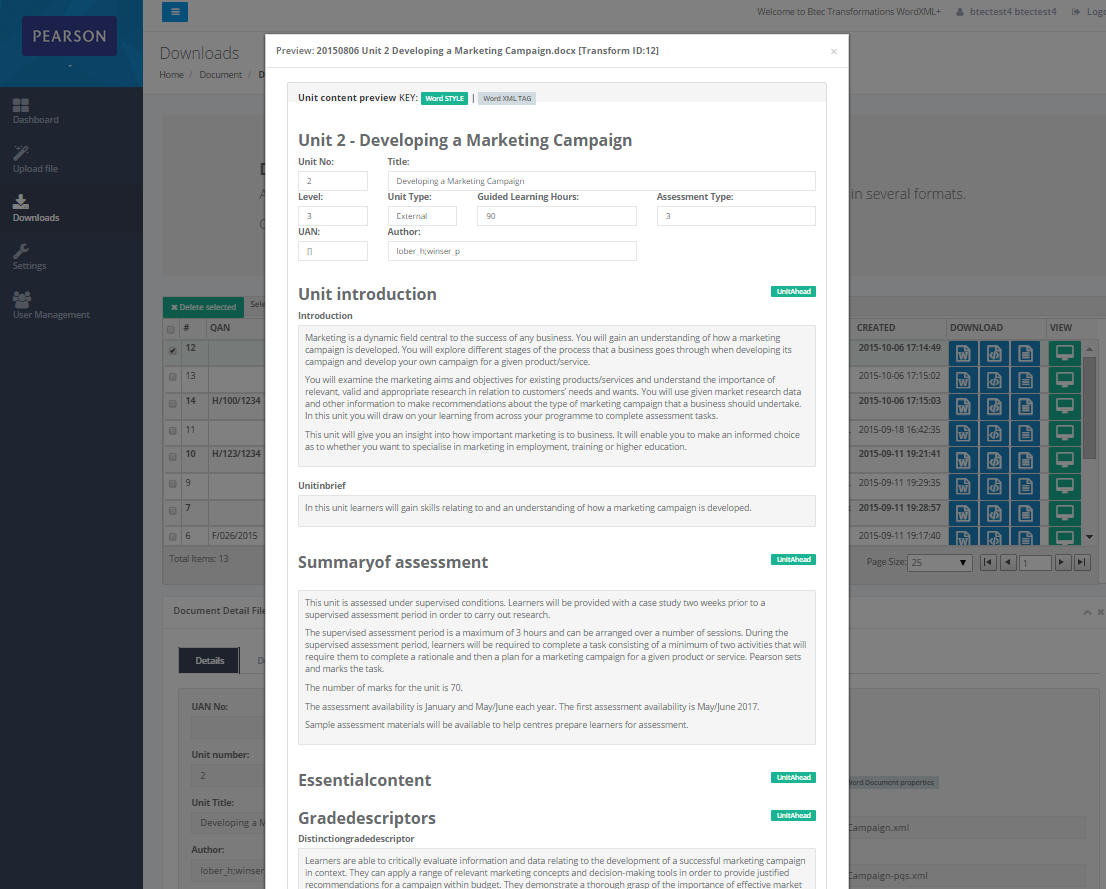 PEARSON
Dashboard
Upload file
Downloads
Settings
User Management
Welcome to Btec Transformations WordXML+
btectest4 btectest4
Downloads
Home / Document /
in several formats.
Preview: 20150806 Unit 2 Developing a Marketing Campaign.docx [Transform ID:12]
×
Unit content preview KEY: Word STYLE | Word XML TAG
Unit 2 - Developing a Marketing Campaign
Unit No: Title:
2 Developing a Marketing Campaign
Level: Unit Type: Guided Learning Hours: Assessment Type:
3 External 90 3
UAN: Author:
[] lober_h;winser_p
Unit introduction UnitAhead
Introduction
Marketing is a dynamic field central to the success of any business. You will gain an understanding of how a marketing
campaign is developed. You will explore different stages of the process that a business goes through when developing its
campaign and develop your own campaign for a given product/service.
You will examine the marketing aims and objectives for existing products/services and understand the importance of
relevant, valid and appropriate research in relation to customers' needs and wants. You will use given market research data
and other information to make recommendations about the type of marketing campaign that a business should undertake.
In this unit you will draw on your learning from across your programme to complete assessment tasks.
This unit will give you an insight into how important marketing is to business. It will enable you to make an informed choice
as to whether you want to specialise in marketing in employment, training or higher education.
Unitinbrief
In this unit learners will gain skills relating to and an understanding of how a marketing campaign is developed.
Summaryof assessment UnitAhead
This unit is assessed under supervised conditions. Learners will be provided with a case study two weeks prior to a
supervised assessment period in order to carry out research.
The supervised assessment period is a maximum of 3 hours and can be arranged over a number of sessions. During the
supervised assessment period, learners will be required to complete a task consisting of a minimum of two activities that will
require them to complete a rationale and then a plan for a marketing campaign for a given product or service. Pearson sets
and marks the task.
The number of marks for the unit is 70.
The assessment availability is January and May/June each year. The first assessment availability is May/June 2017.
Sample assessment materials will be available to help centres prepare learners for assessment.
Essentialcontent UnitAhead
Gradedescriptors UnitAhead
Distinctiongradedescriptor
Learners are able to critically evaluate information and data relating to the development of a successful marketing campaign
in context. They can apply a range of relevant marketing concepts and decision-making tools in order to provide justified
recommendations for a campaign within budget. They demonstrate a thorough grasp of the importance of effective market
Delete selected
# QAN CREATED DOWNLOAD VIEW
12 2015-10-06 17:14:49
13 2015-10-06 17:15:02
14 H/100/1234 2015-10-06 17:15:03
11 2015-09-18 16:42:35
10 H/123/1234 2015-09-11 19:21:41
9 2015-09-11 19:29:35
7 2015-09-11 19:28:57
6 F/026/2015 2015-09-11 19:17:40
Total Items: 13 Page Size: 25 1
Document Detail File
Details
UAN No:
Unit number:
2
Unit Title:
Developing a M
Author:
lober_h;winser
Word Document properties
Campaign.xml
Campaign-pqs.xml